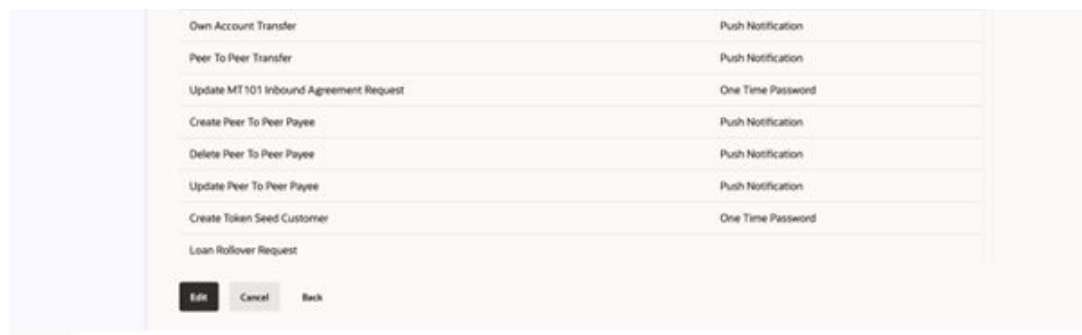 Own Account Transfer Push Notification
Peer To Peer Transfer Push Notification
Update MT101 Inbound Agreement Request One Time Password
Create Peer To Peer Payee Push Notification
Delete Peer To Peer Payee Push Notification
Update Peer To Peer Payee Push Notification
Create Token Seed Customer One Time Password
Loan Rollover Request
Edit Cancel Back